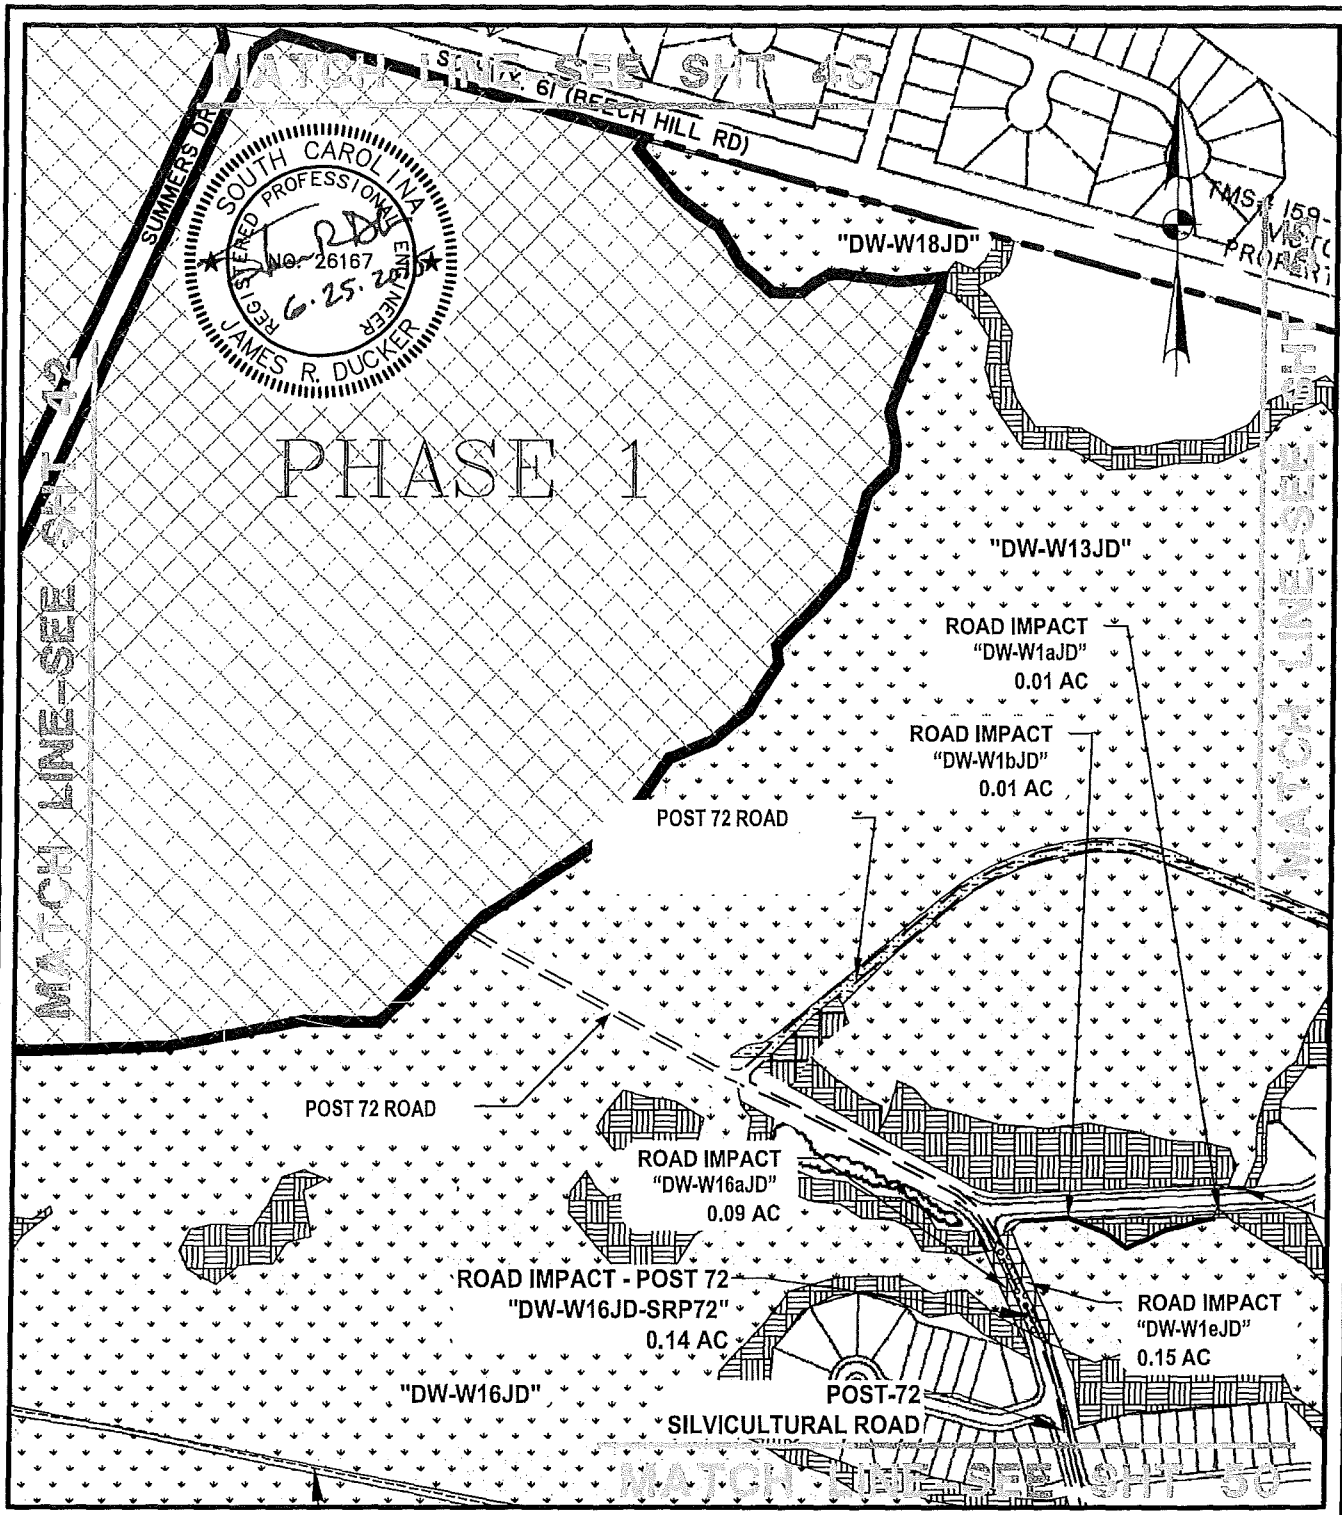 MATCH LINE SEE SHT 48
61 (BEECH HILL RD)
SUMMERS DR
SOUTH CAROLINA
REGISTERED PROFESSIONAL ENGINEER
NO. 26167
6.25.20
JAMES R. DUCKER
TMS# 159-
PROPERT
"DW-W18JD"
MATCH LINE-SEE SHT 42
PHASE 1
MATCH LINE-SEE SHT
"DW-W13JD"
ROAD IMPACT
"DW-W1aJD"
0.01 AC
ROAD IMPACT
"DW-W1bJD"
0.01 AC
POST 72 ROAD
POST 72 ROAD
ROAD IMPACT
"DW-W16aJD"
0.09 AC
ROAD IMPACT - POST 72
"DW-W16JD-SRP72"
0.14 AC
ROAD IMPACT
"DW-W1eJD"
0.15 AC
"DW-W16JD"
POST-72
SILVICULTURAL ROAD
MATCH LINE SEE SHT 50